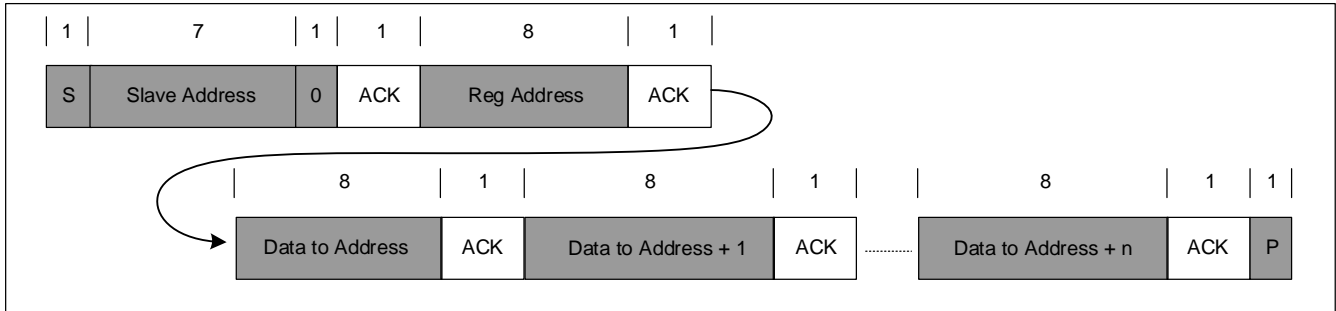 1 7 1 1 8 1
S Slave Address 0 ACK Reg Address ACK
8 1 8 1 8 1 1
Data to Address ACK Data to Address + 1 ACK Data to Address + n ACK P